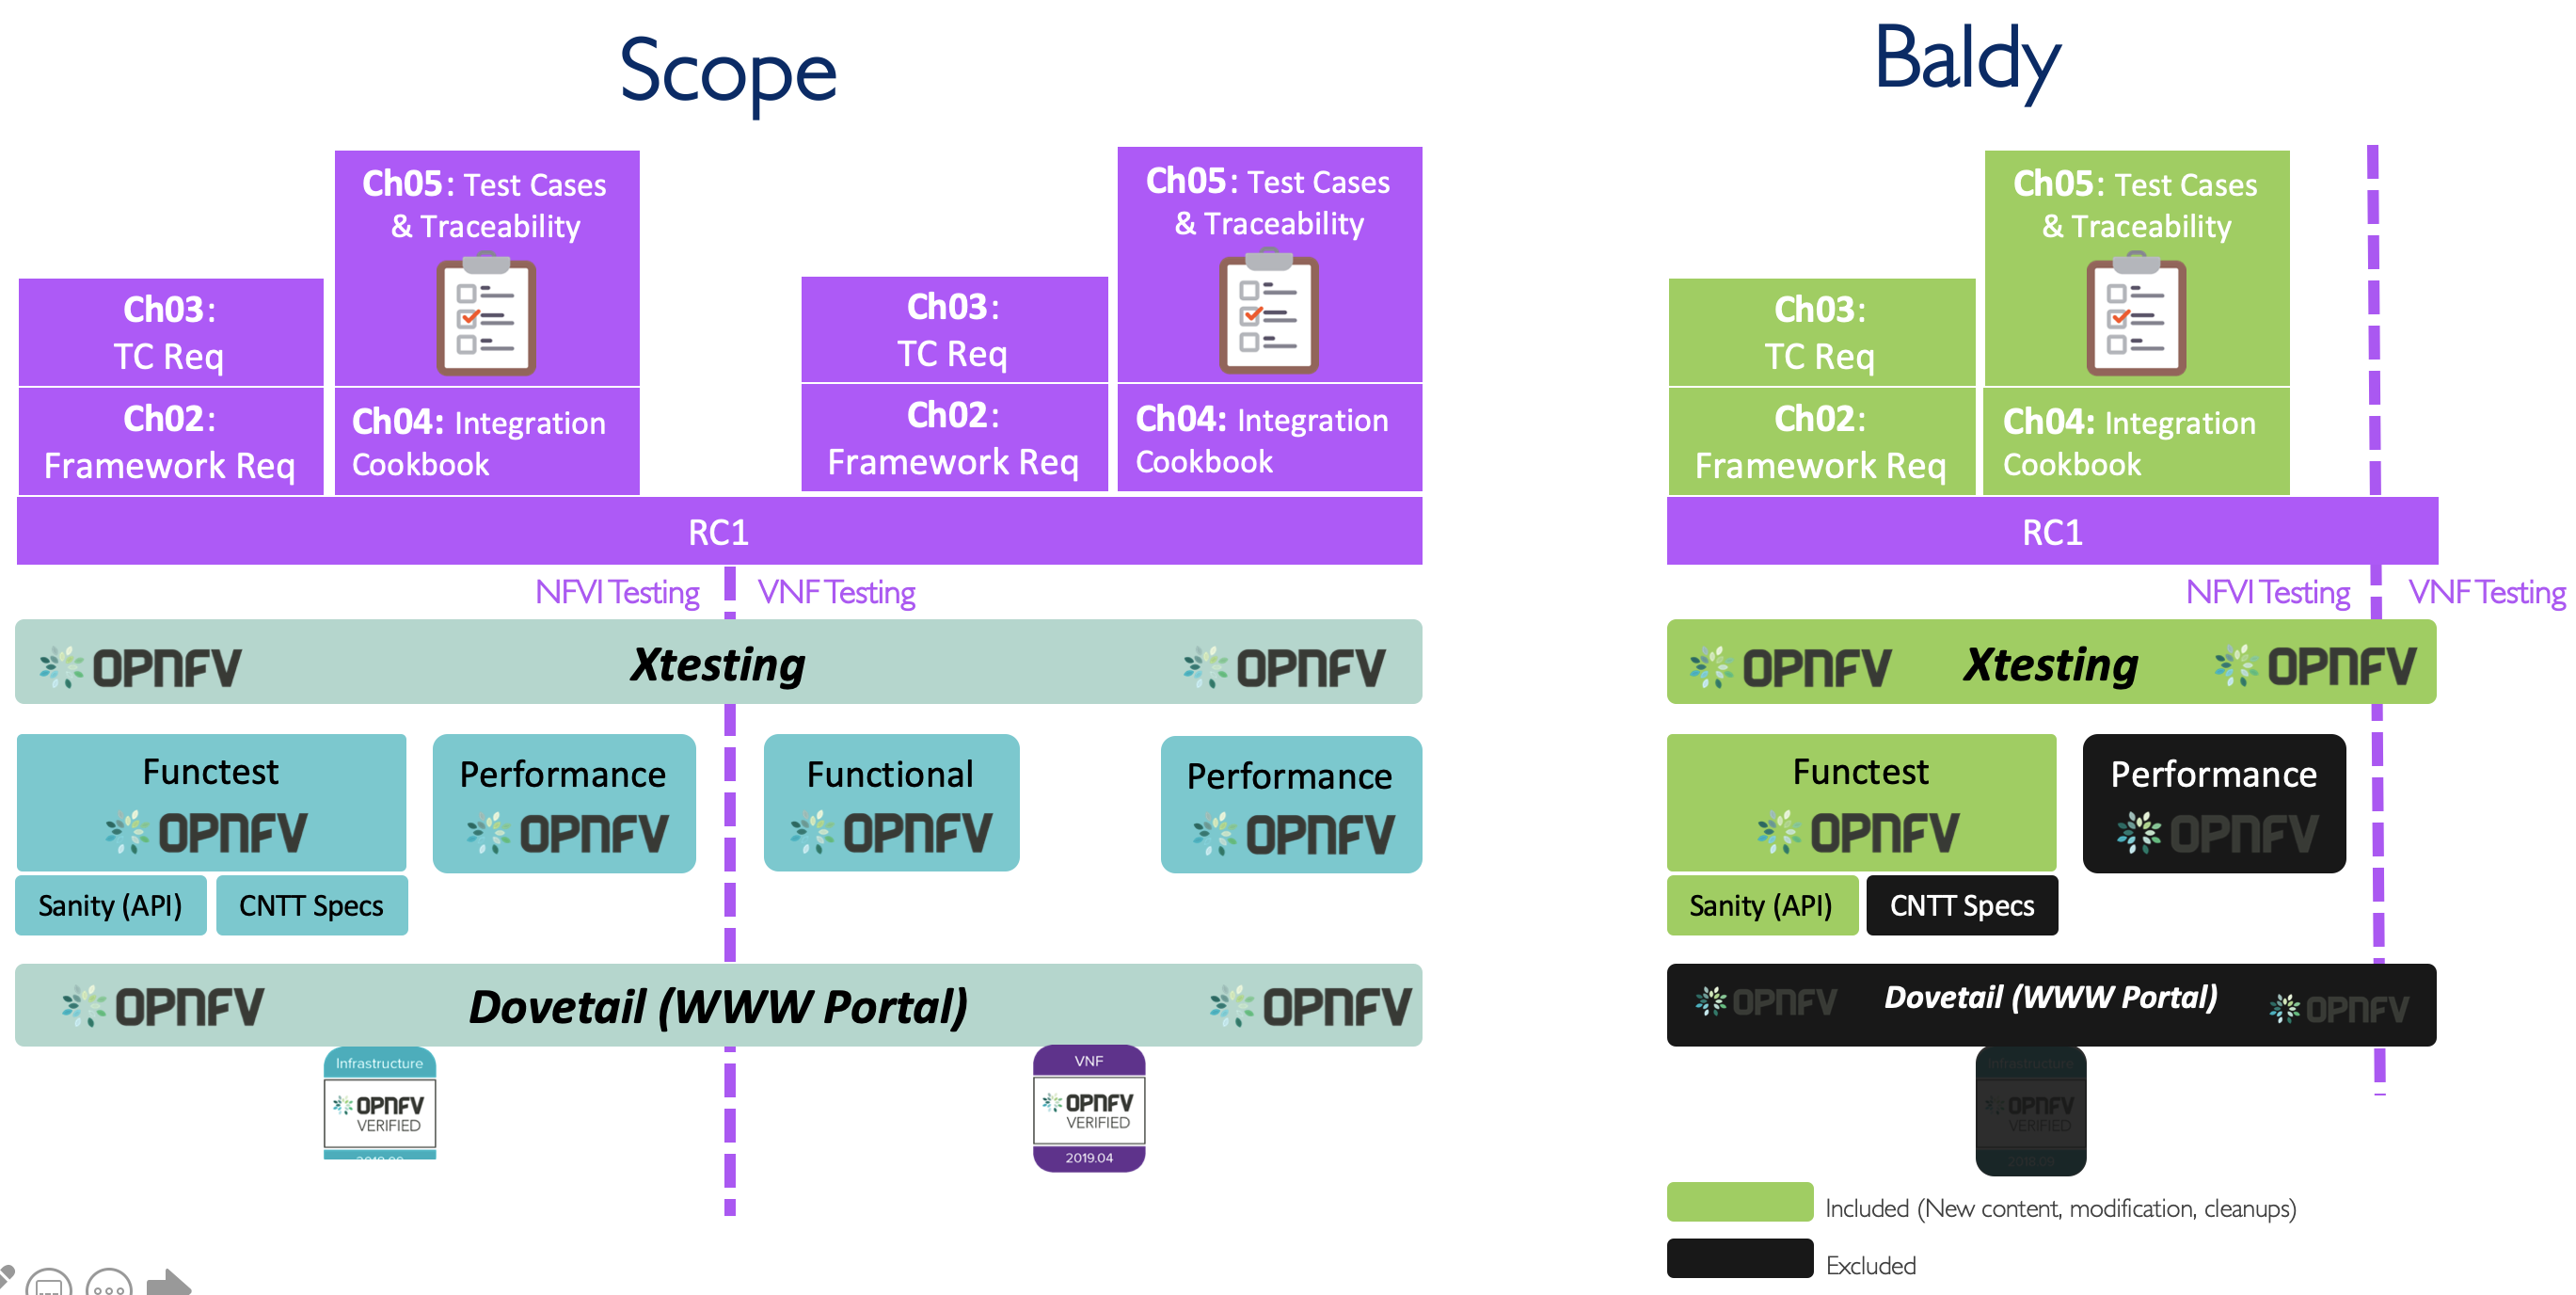 Scope
Ch05: Test Cases
& Traceability
Ch03:
TC Req
Ch02:
Framework Req
Ch04: Integration
Cookbook
Ch05: Test Cases
& Traceability
Ch03:
TC Req
Ch02:
Framework Req
Ch04: Integration
Cookbook
RC1
NFVI Testing
VNF Testing
OPNFV
Xtesting
OPNFV
Functest
OPNFV
Performance
OPNFV
Functional
OPNFV
Performance
OPNFV
Sanity (API)
CNTT Specs
OPNFV
Dovetail (WWW Portal)
OPNFV
Infrastructure
OPNFV
VERIFIED
VNF
OPNFV
VERIFIED
2019.04
Baldy
Ch05: Test Cases
& Traceability
Ch03:
TC Req
Ch02:
Framework Req
Ch04: Integration
Cookbook
RC1
NFVI Testing
VNF Testing
OPNFV
Xtesting
OPNFV
Functest
OPNFV
Performance
OPNFV
Sanity (API)
CNTT Specs
OPNFV
Dovetail (WWW Portal)
OPNFV
Infrastructure
OPNFV
VERIFIED
Included (New content, modification, cleanups)
Excluded